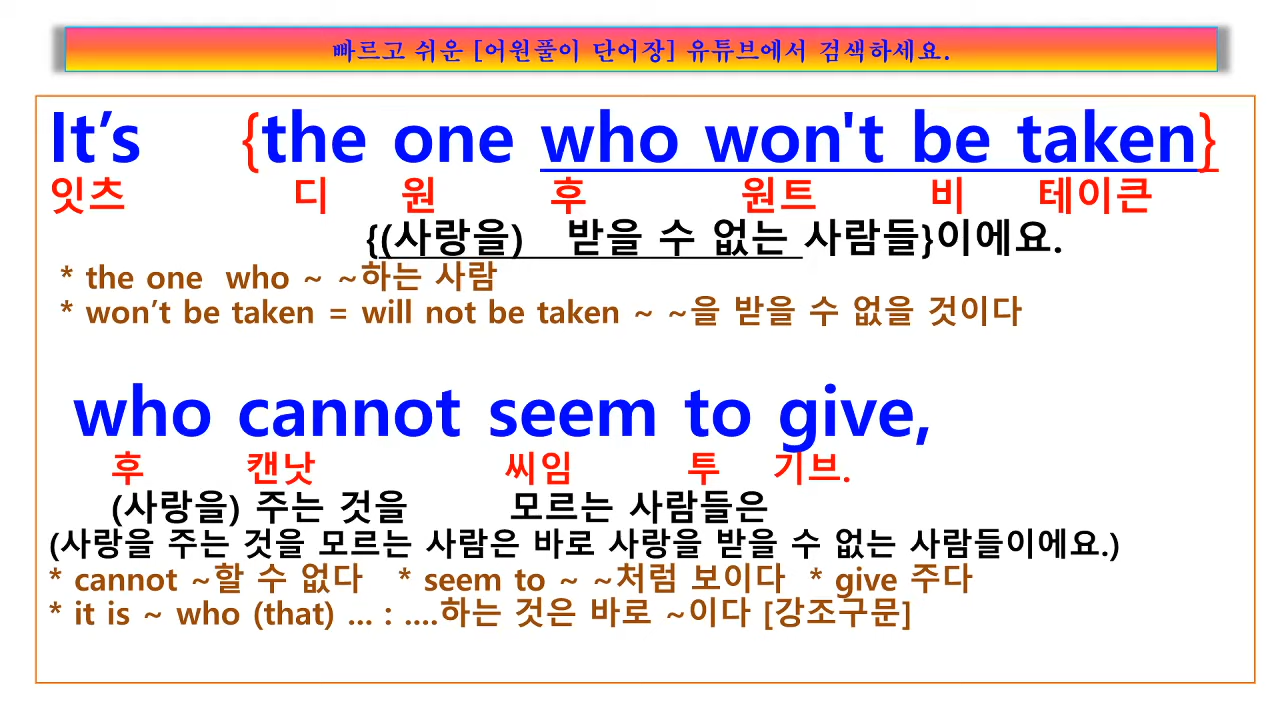 빠르고 쉬운 [어원풀이 단어장] 유튜브에서 검색하세요.
It’s {the one who won't be taken}
잇츠 디 원 후 원트 비 테이큰
{(사랑을) 받을 수 없는 사람들}이에요.
* the one who ~ ~하는 사람
* won’t be taken = will not be taken ~ ~을 받을 수 없을 것이다
who cannot seem to give,
후 캔낫 씨임 투 기브.
(사랑을) 주는 것을 모르는 사람들은
(사랑을 주는 것을 모르는 사람은 바로 사랑을 받을 수 없는 사람들이에요.)
* cannot ~할 수 없다 * seem to ~ ~처럼 보이다 * give 주다
* it is ~ who (that) ... : ....하는 것은 바로 ~이다 [강조구문]